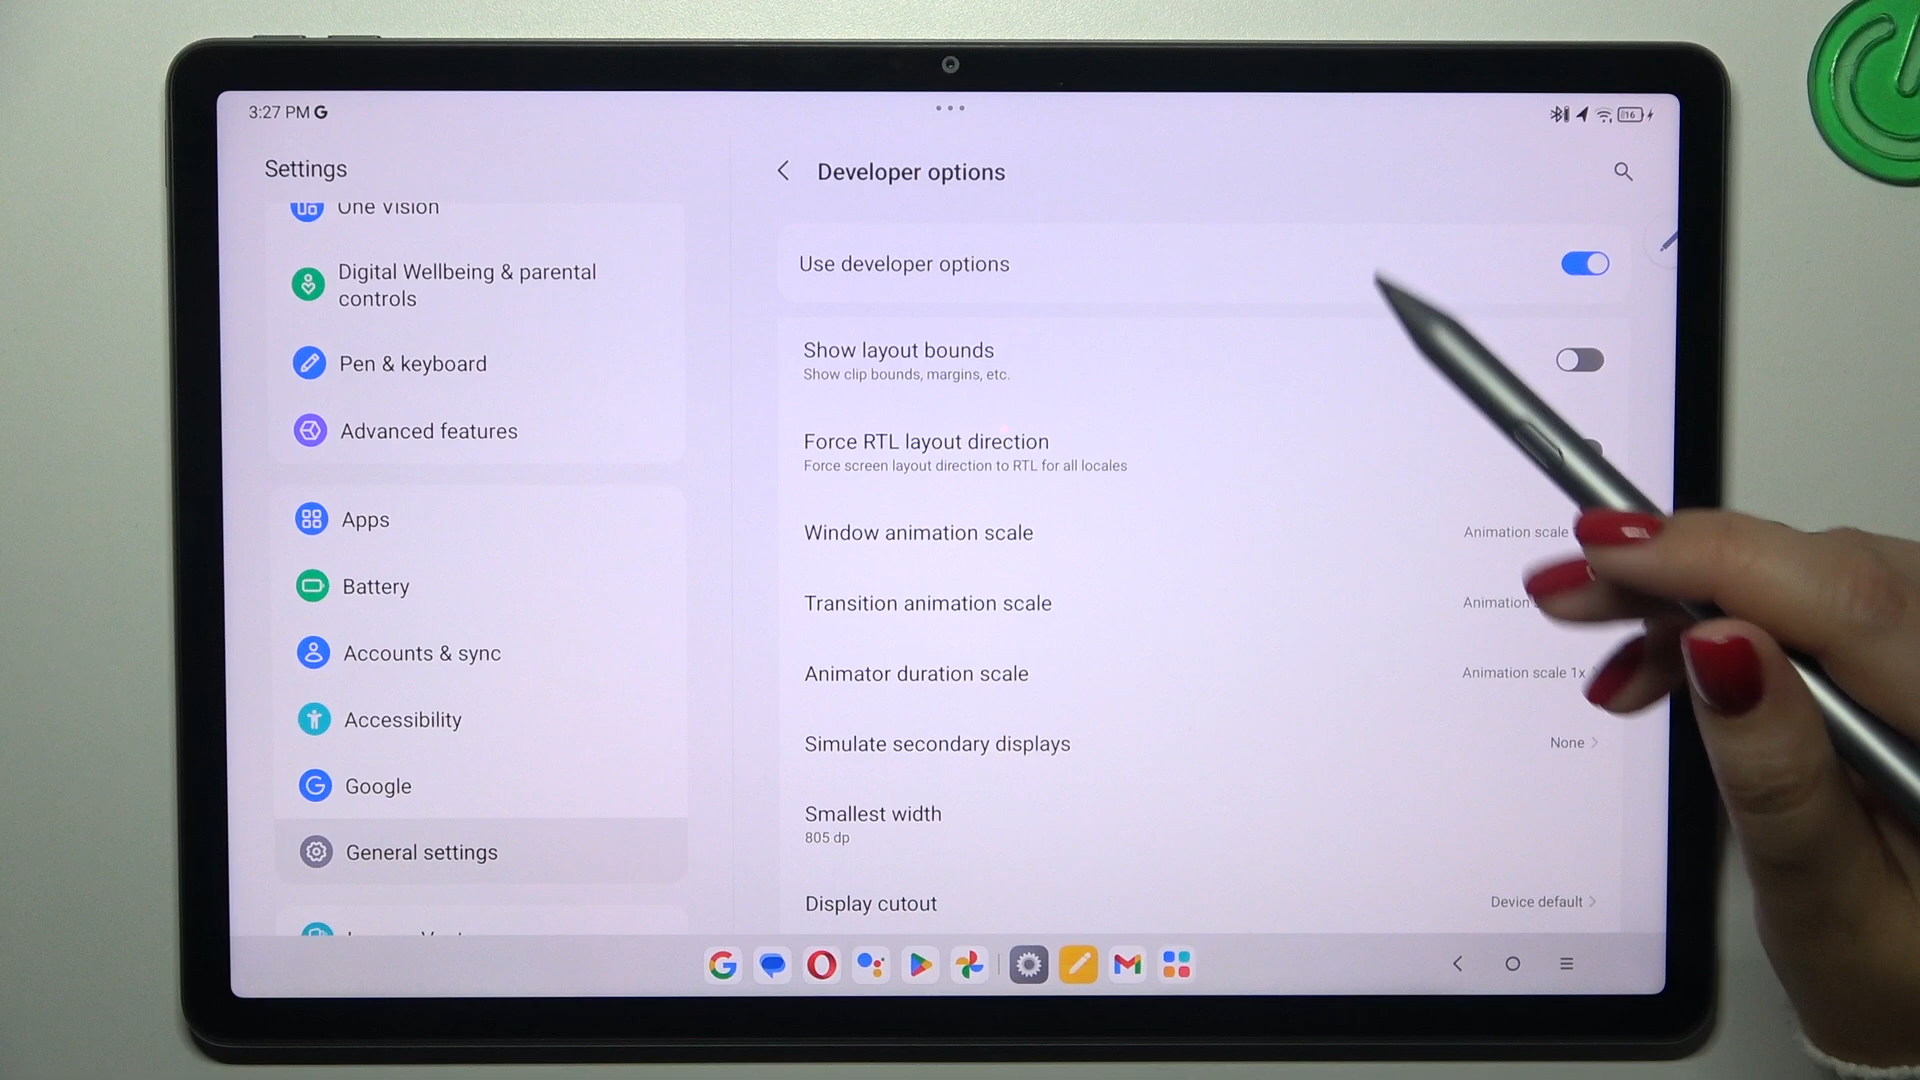 3:27 PM G
16
Settings
One Vision
Digital Wellbeing & parental
controls
Pen & keyboard
Advanced features
Apps
Battery
Accounts & sync
Accessibility
Google
General settings
Developer options
Use developer options
Show layout bounds
Show clip bounds, margins, etc.
Force RTL layout direction
Force screen layout direction to RTL for all locales
Window animation scale
Animation scale
Transition animation scale
Animation
Animator duration scale
Animation scale 1x
Simulate secondary displays
None
Smallest width
805 dp
Display cutout
Device default